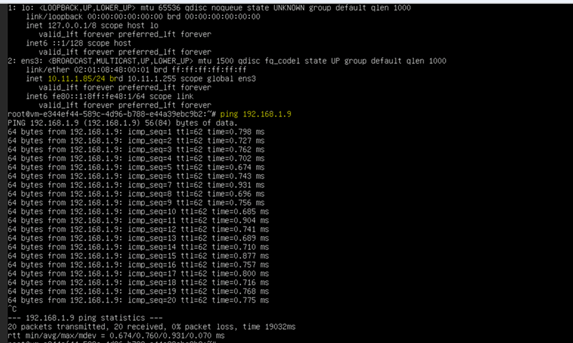 1: lo: <LOOPBACK,UP,LOWER_UP> mtu 65536 qdisc noqueue state UNKNOWN group default qlen 1000
link/loopback 00:00:00:00:00:00 brd 00:00:00:00:00:00
inet 127.0.0.1/8 scope host lo
valid_lft forever preferred_lft forever
inet6 ::1/128 scope host
valid_lft forever preferred_lft forever
2: ens3: <BROADCAST,MULTICAST,UP,LOWER_UP> mtu 1500 qdisc fq_codel state UP group default qlen 1000
link/ether 02:01:08:48:00:01 brd ff:ff:ff:ff:ff:ff
inet 10.11.1.85/24 brd 10.11.1.255 scope global ens3
valid_lft forever preferred_lft forever
inet6 fe80::1:8ff:fe48:1/64 scope link
valid_lft forever preferred_lft forever
root@vm-e344ef44-589c-4d96-b788-e44a39ebc9b2:~# ping 192.168.1.9
PING 192.168.1.9 (192.168.1.9) 56(84) bytes of data.
64 bytes from 192.168.1.9: icmp_seq=1 ttl=62 time=0.798 ms
64 bytes from 192.168.1.9: icmp_seq=2 ttl=62 time=0.727 ms
64 bytes from 192.168.1.9: icmp_seq=3 ttl=62 time=0.762 ms
64 bytes from 192.168.1.9: icmp_seq=4 ttl=62 time=0.702 ms
64 bytes from 192.168.1.9: icmp_seq=5 ttl=62 time=0.674 ms
64 bytes from 192.168.1.9: icmp_seq=6 ttl=62 time=0.743 ms
64 bytes from 192.168.1.9: icmp_seq=7 ttl=62 time=0.931 ms
64 bytes from 192.168.1.9: icmp_seq=8 ttl=62 time=0.696 ms
64 bytes from 192.168.1.9: icmp_seq=9 ttl=62 time=0.756 ms
64 bytes from 192.168.1.9: icmp_seq=10 ttl=62 time=0.685 ms
64 bytes from 192.168.1.9: icmp_seq=11 ttl=62 time=0.904 ms
64 bytes from 192.168.1.9: icmp_seq=12 ttl=62 time=0.741 ms
64 bytes from 192.168.1.9: icmp_seq=13 ttl=62 time=0.689 ms
64 bytes from 192.168.1.9: icmp_seq=14 ttl=62 time=0.710 ms
64 bytes from 192.168.1.9: icmp_seq=15 ttl=62 time=0.877 ms
64 bytes from 192.168.1.9: icmp_seq=16 ttl=62 time=0.757 ms
64 bytes from 192.168.1.9: icmp_seq=17 ttl=62 time=0.800 ms
64 bytes from 192.168.1.9: icmp_seq=18 ttl=62 time=0.716 ms
64 bytes from 192.168.1.9: icmp_seq=19 ttl=62 time=0.768 ms
64 bytes from 192.168.1.9: icmp_seq=20 ttl=62 time=0.775 ms
^C
--- 192.168.1.9 ping statistics ---
20 packets transmitted, 20 received, 0% packet loss, time 19032ms
rtt min/avg/max/mdev = 0.674/0.760/0.931/0.070 ms